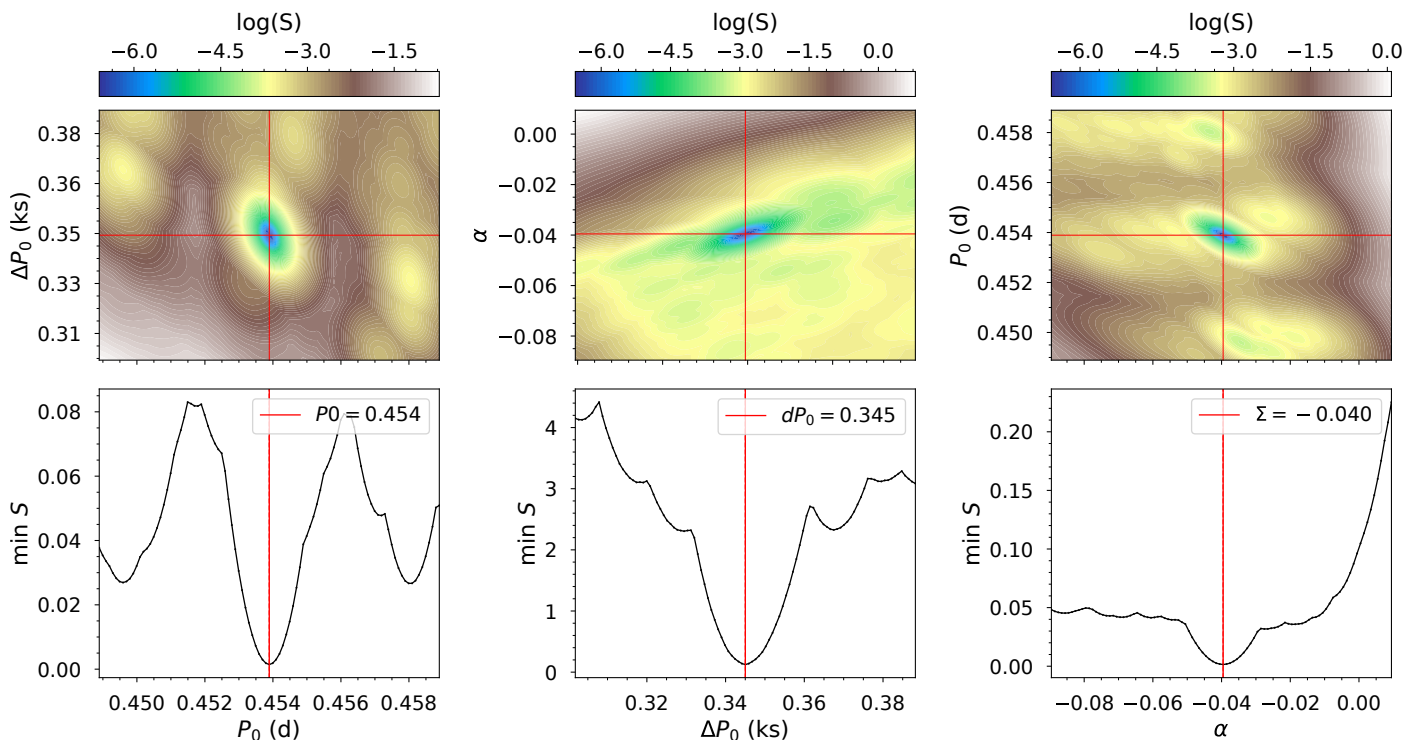 log(S) log(S) log(S)
−6.0 −4.5 −3.0 −1.5 −6.0 −4.5 −3.0 −1.5 0.0 −6.0 −4.5 −3.0 −1.5 0.0
ΔP₀ (ks)
0.38
0.36
0.35
0.33
0.31
α
0.00
−0.02
−0.04
−0.06
−0.08
P₀ (d)
0.458
0.456
0.454
0.452
0.450
min S
0.08
0.06
0.04
0.02
0.00
P0 = 0.454
0.450 0.452 0.454 0.456 0.458
P₀ (d)
min S
4
3
2
1
0
dP₀ = 0.345
0.32 0.34 0.36 0.38
ΔP₀ (ks)
min S
0.20
0.15
0.10
0.05
0.00
Σ = − 0.040
−0.08 −0.06 −0.04 −0.02 0.00
α